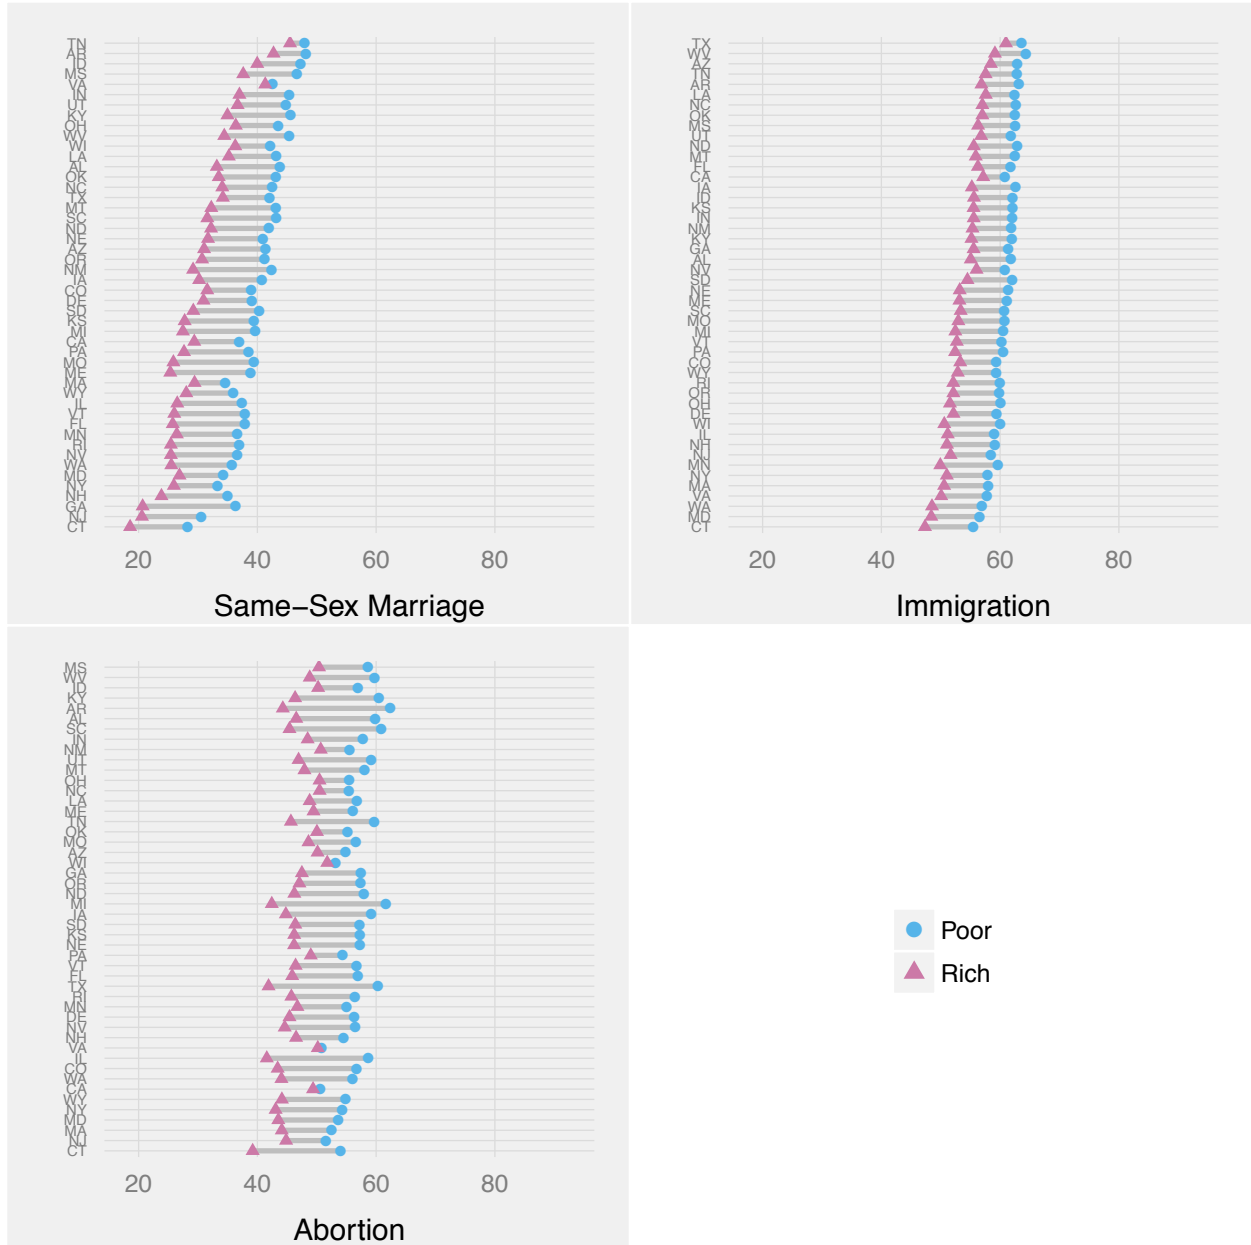 TN
AR
ID
MS
VA
IN
UT
KY
OH
WV
WI
LA
AL
OK
NC
TX
MT
SC
ND
NE
AZ
OR
NM
IA
CO
DE
SD
KS
MI
CA
PA
MO
ME
MA
WY
IL
VT
FL
MN
RI
NV
WA
MD
NY
NH
GA
NJ
CT
20 40 60 80
Same−Sex Marriage
TX
WV
AZ
TN
AR
LA
NC
OK
MS
UT
ND
MT
FL
CA
IA
ID
KS
IN
NM
KY
GA
AL
NV
SD
NE
ME
SC
MO
MI
VT
PA
CO
WY
RI
OR
OH
DE
WI
IL
NH
NJ
MN
NY
MA
VA
WA
MD
CT
20 40 60 80
Immigration
MS
WV
ID
KY
AR
AL
SC
IN
NM
UT
MT
OH
NC
LA
ME
TN
OK
MO
AZ
WI
GA
OR
ND
MI
IA
SD
KS
NE
PA
VT
FL
TX
RI
MN
DE
NV
NH
VA
IL
CO
WA
CA
WY
NY
MD
MA
NJ
CT
20 40 60 80
Abortion
Poor
Rich